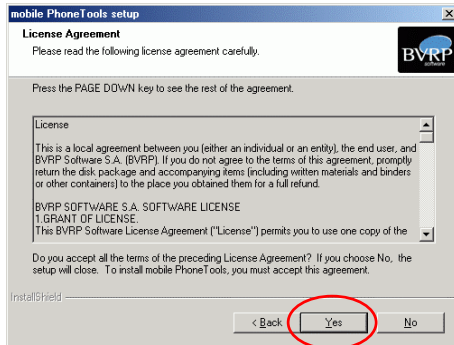 mobile PhoneTools setup
License Agreement
Please read the following license agreement carefully.
BVRP
software
Press the PAGE DOWN key to see the rest of the agreement.
License
This is a local agreement between you (either an individual or an entity), the end user, and
BVRP Software S.A. (BVRP). If you do not agree to the terms of this agreement, promptly
return the disk package and accompanying items (including written materials and binders
or other containers) to the place you obtained them for a full refund.
BVRP SOFTWARE S.A. SOFTWARE LICENSE
1.GRANT OF LICENSE.
This BVRP Software License Agreement ("License") permits you to use one copy of the
Do you accept all the terms of the preceding License Agreement? If you choose No, the
setup will close. To install mobile PhoneTools, you must accept this agreement.
InstallShield
< Back
Yes
No